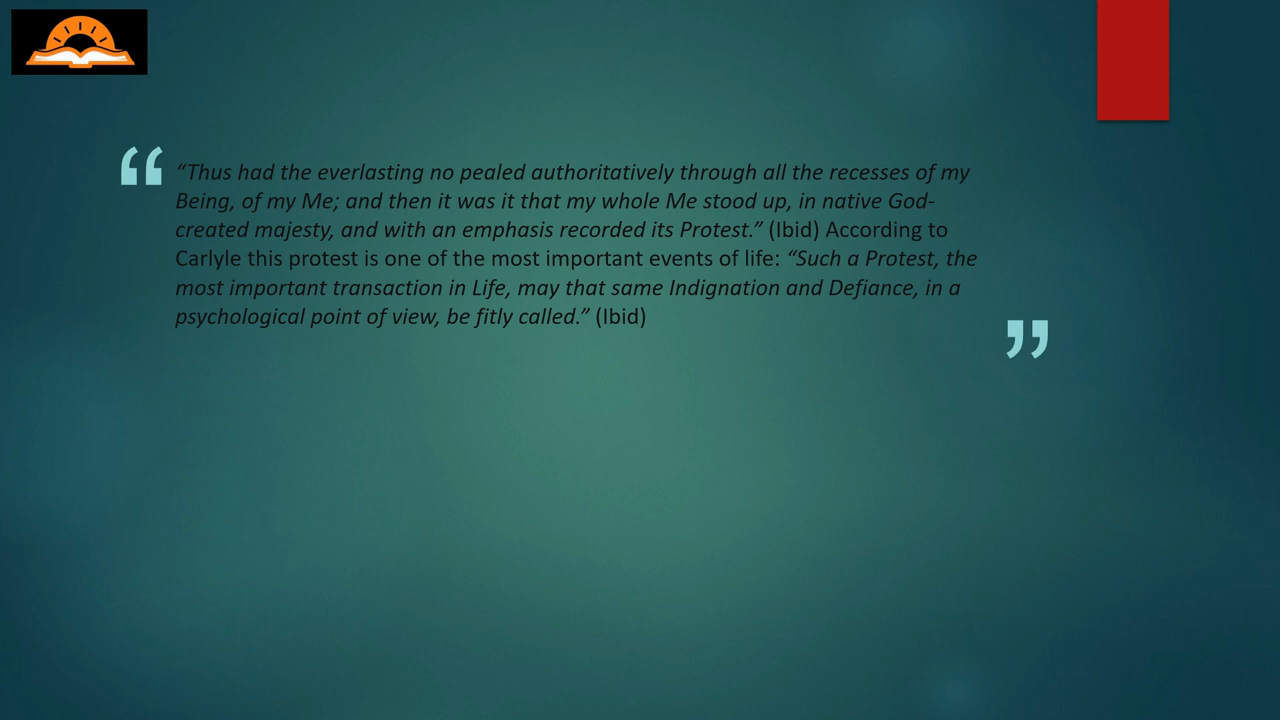 “Thus had the everlasting no pealed authoritatively through all the recesses of my
Being, of my Me; and then it was it that my whole Me stood up, in native God-
created majesty, and with an emphasis recorded its Protest.” (Ibid) According to
Carlyle this protest is one of the most important events of life: “Such a Protest, the
most important transaction in Life, may that same Indignation and Defiance, in a
psychological point of view, be fitly called.” (Ibid)